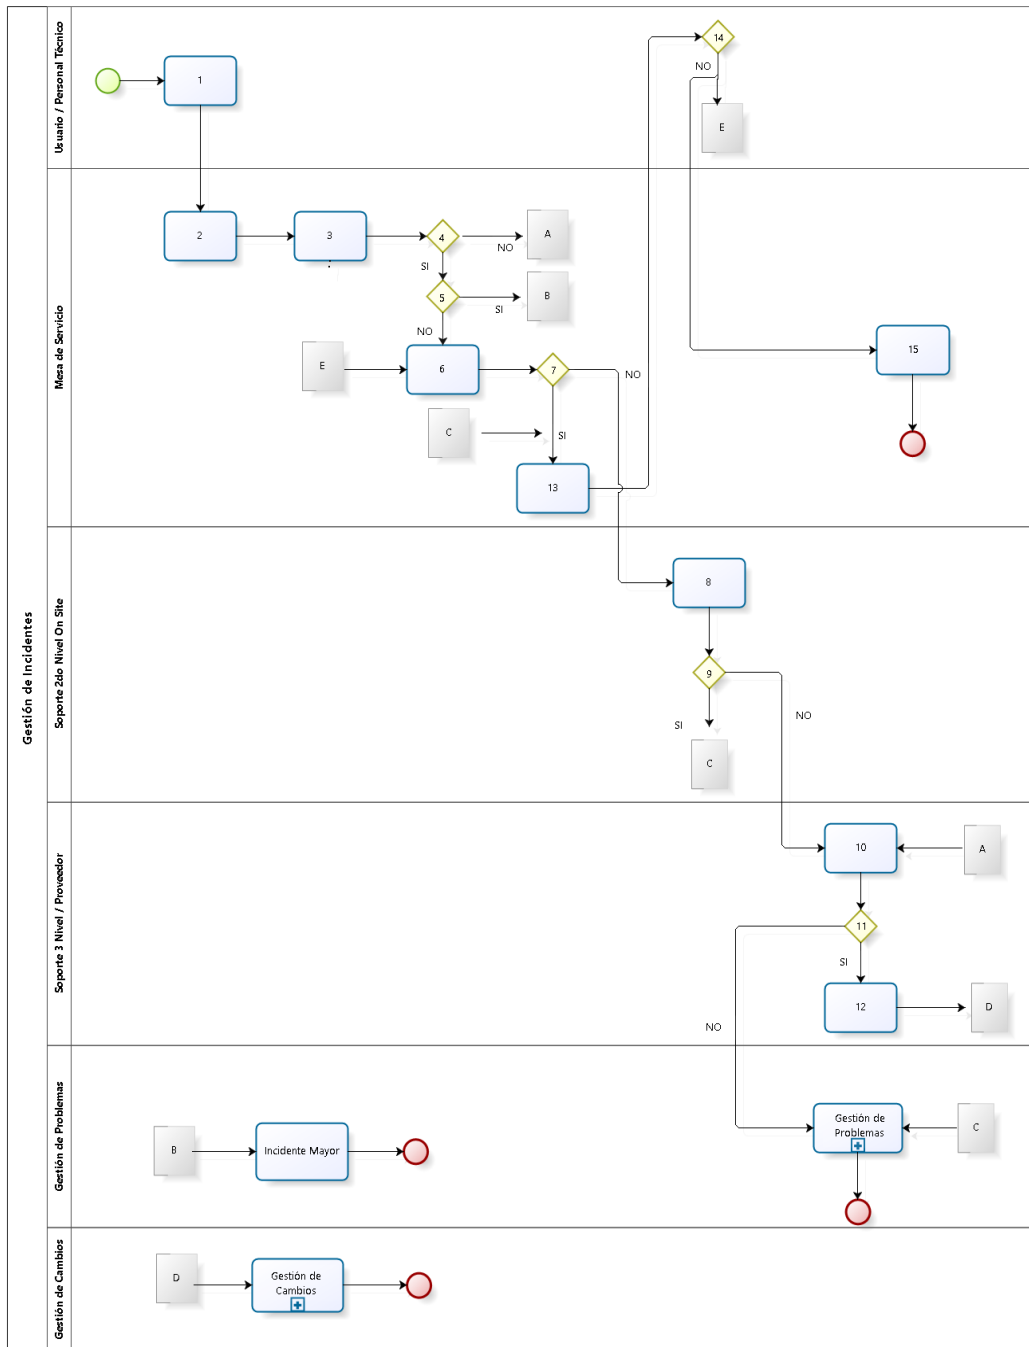 Gestión de Incidentes
Usuario / Personal Técnico
1
14
NO
E
Mesa de Servicio
2
3
4
NO
A
SI
5
SI
B
NO
E
6
7
NO
C
SI
13
15
Soporte 2do Nivel On Site
8
9
SI
NO
C
Soporte 3 Nivel / Proveedor
10
A
11
SI
NO
12
D
Gestión de Problemas
B
Incidente Mayor
Gestión de
Problemas
C
Gestión de Cambios
D
Gestión de
Cambios